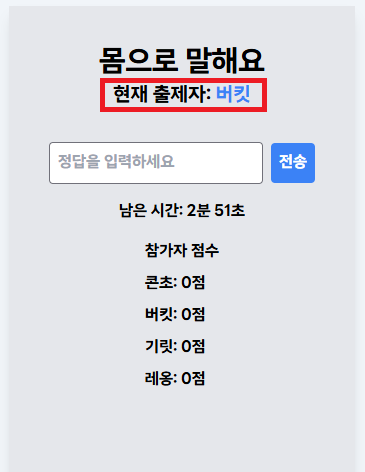 몸으로 말해요
현재 출제자: 버킷
정답을 입력하세요 전송
남은 시간: 2분 51초
참가자 점수
콘초: 0점
버킷: 0점
기릿: 0점
레옹: 0점